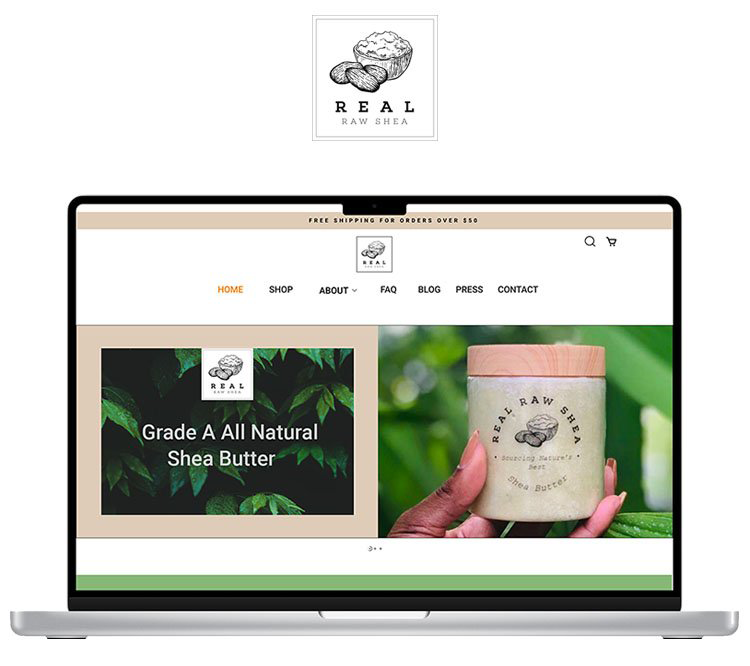 REAL
RAW SHEA
FREE SHIPPING FOR ORDERS OVER $50
REAL
RAW SHEA
HOME SHOP ABOUT FAQ BLOG PRESS CONTACT
REAL
RAW SHEA
Grade A All Natural
Shea Butter
REAL RAW SHEA
• Sourcing Nature's •
Best
Shea Butter